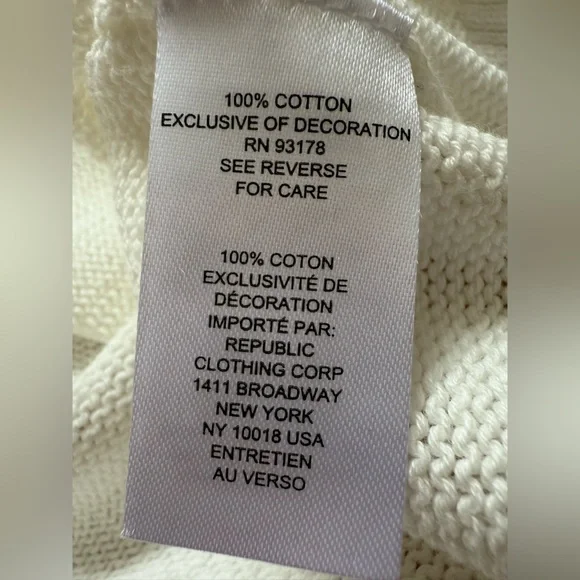 100% COTTON
EXCLUSIVE OF DECORATION
RN 93178
SEE REVERSE
FOR CARE
100% COTON
EXCLUSIVITÉ DE
DÉCORATION
IMPORTÉ PAR:
REPUBLIC
CLOTHING CORP
1411 BROADWAY
NEW YORK
NY 10018 USA
ENTRETIEN
AU VERSO